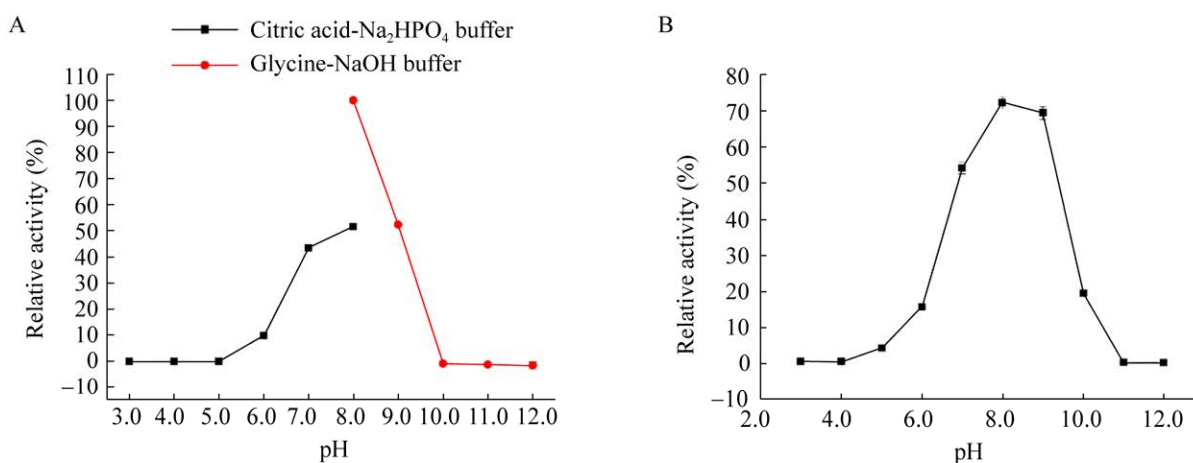 A
Citric acid-Na₂HPO₄ buffer
Glycine-NaOH buffer
Relative activity (%)
110
100
90
80
70
60
50
40
30
20
10
0
–10
3.0 4.0 5.0 6.0 7.0 8.0 9.0 10.0 11.0 12.0
pH
B
Relative activity (%)
80
70
60
50
40
30
20
10
0
–10
2.0 4.0 6.0 8.0 10.0 12.0
pH